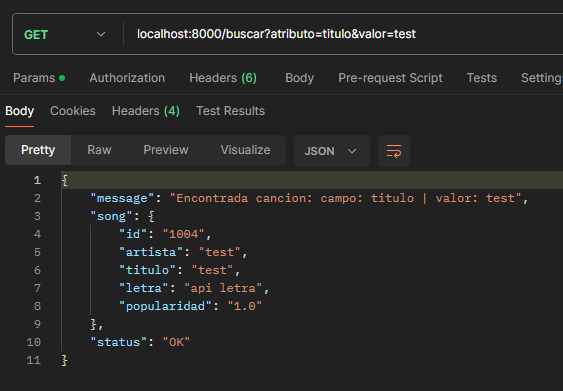 GET localhost:8000/buscar?atributo=titulo&valor=test
Params Authorization Headers (6) Body Pre-request Script Tests Setting
Body Cookies Headers (4) Test Results
Pretty Raw Preview Visualize JSON
1 {
2 "message": "Encontrada cancion: campo: titulo | valor: test",
3 "song": {
4 "id": "1004",
5 "artista": "test",
6 "titulo": "test",
7 "letra": "api letra",
8 "popularidad": "1.0"
9 },
10 "status": "OK"
11 }